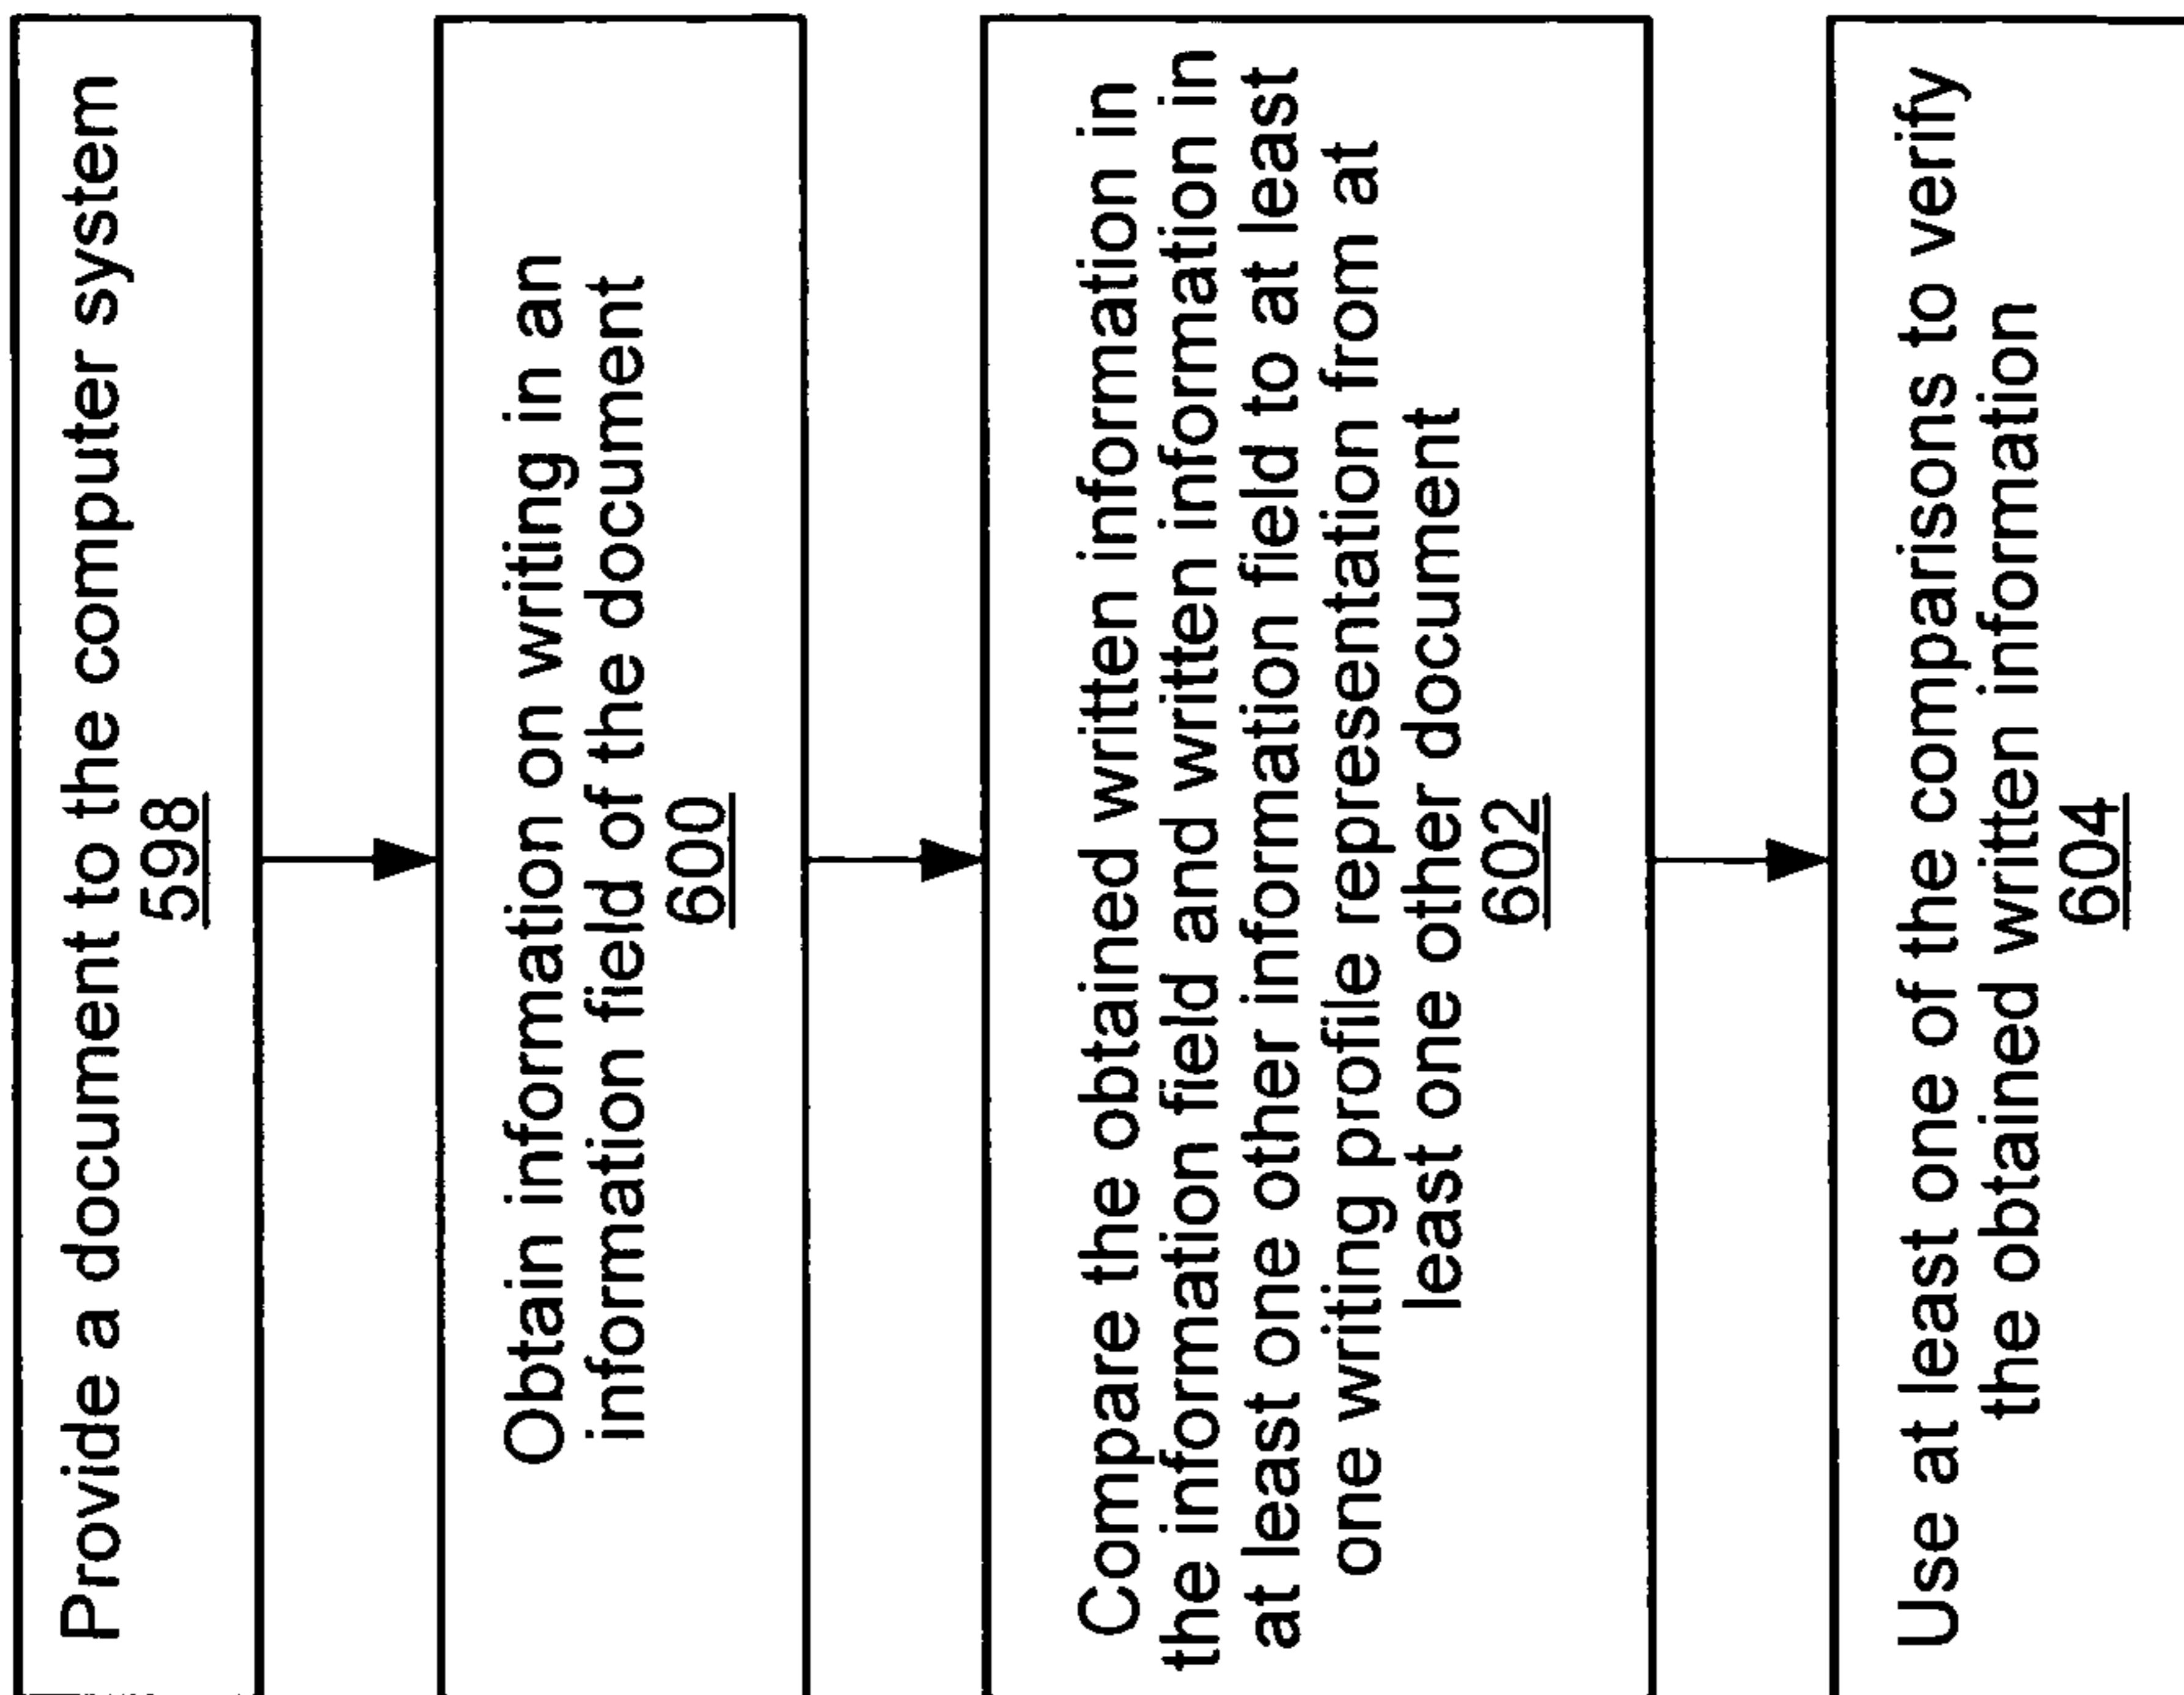 Provide a document to the computer system
598
Obtain information on writing in an
information field of the document
600
Compare the obtained written information in
the information field and written information in
at least one other information field to at least
one writing profile representation from at
least one other document
602
Use at least one of the comparisons to verify
the obtained written information
604